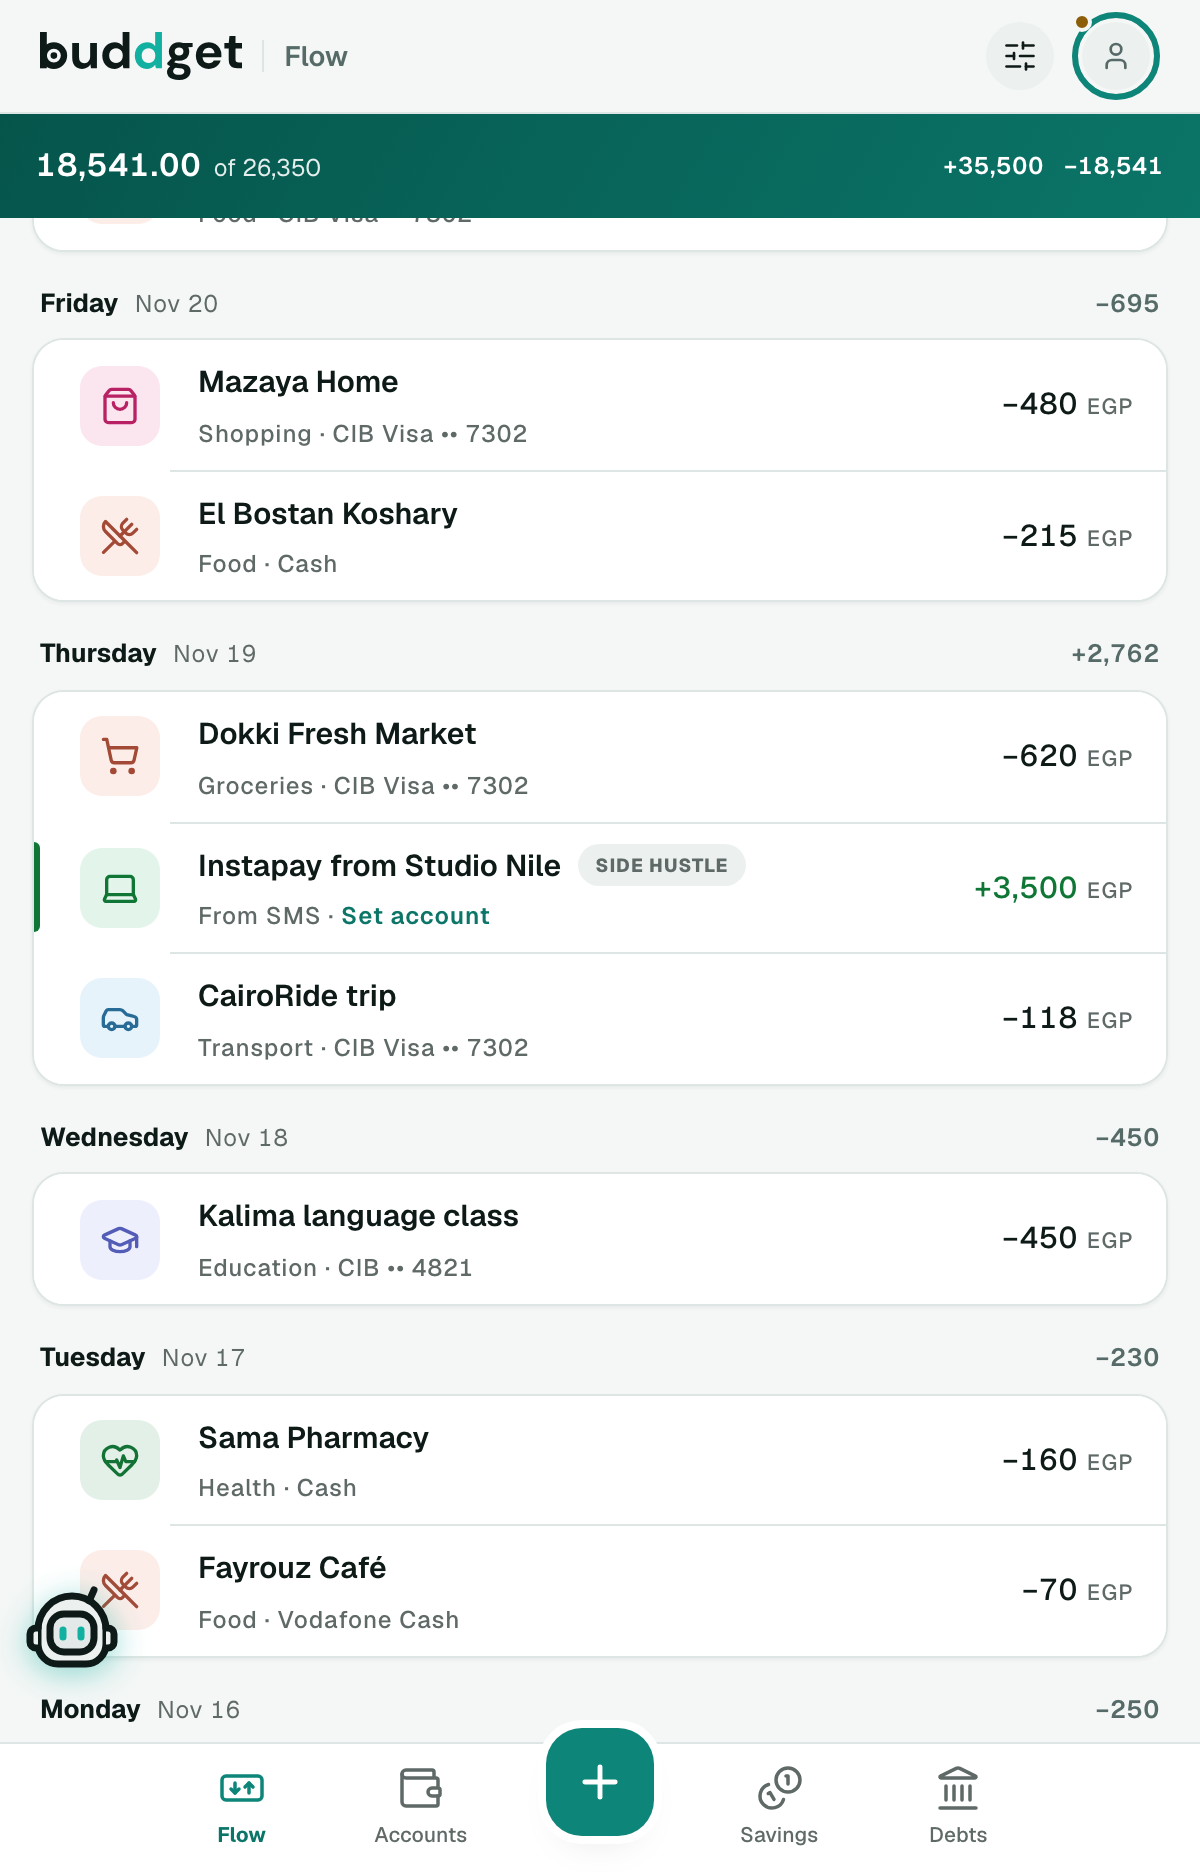 buddget Flow
18,541.00 of 26,350 +35,500 −18,541
Food · CIB Visa •• 7302
Friday Nov 20 −695
Mazaya Home
Shopping · CIB Visa •• 7302
−480 EGP
El Bostan Koshary
Food · Cash
−215 EGP
Thursday Nov 19 +2,762
Dokki Fresh Market
Groceries · CIB Visa •• 7302
−620 EGP
Instapay from Studio Nile SIDE HUSTLE
From SMS · Set account
+3,500 EGP
CairoRide trip
Transport · CIB Visa •• 7302
−118 EGP
Wednesday Nov 18 −450
Kalima language class
Education · CIB •• 4821
−450 EGP
Tuesday Nov 17 −230
Sama Pharmacy
Health · Cash
−160 EGP
Fayrouz Café
Food · Vodafone Cash
−70 EGP
Monday Nov 16 −250
Flow Accounts Savings Debts